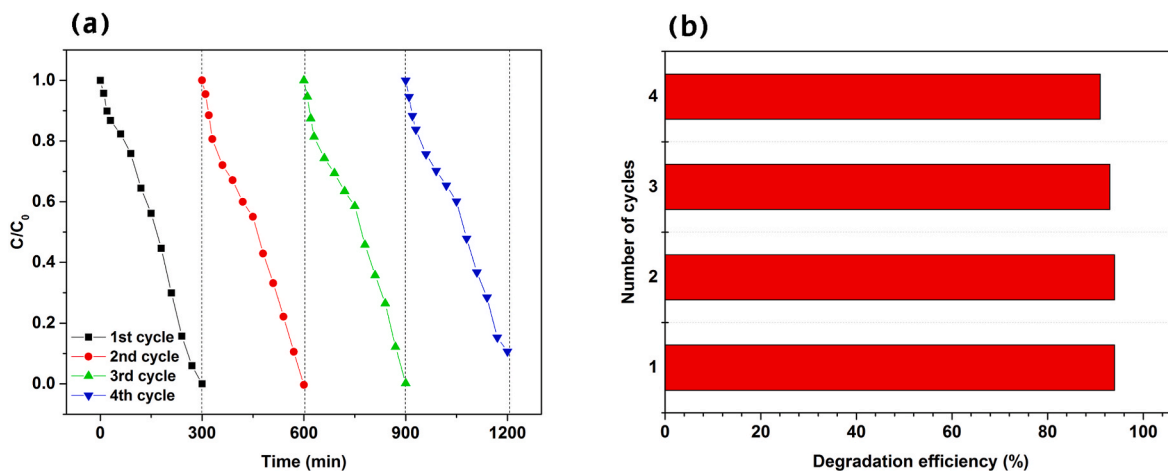 (a)
1.0
0.8
0.6
0.4
0.2
0.0
C/C0
1st cycle
2nd cycle
3rd cycle
4th cycle
0 300 600 900 1200
Time (min)
(b)
4
3
2
1
Number of cycles
0 20 40 60 80 100
Degradation efficiency (%)